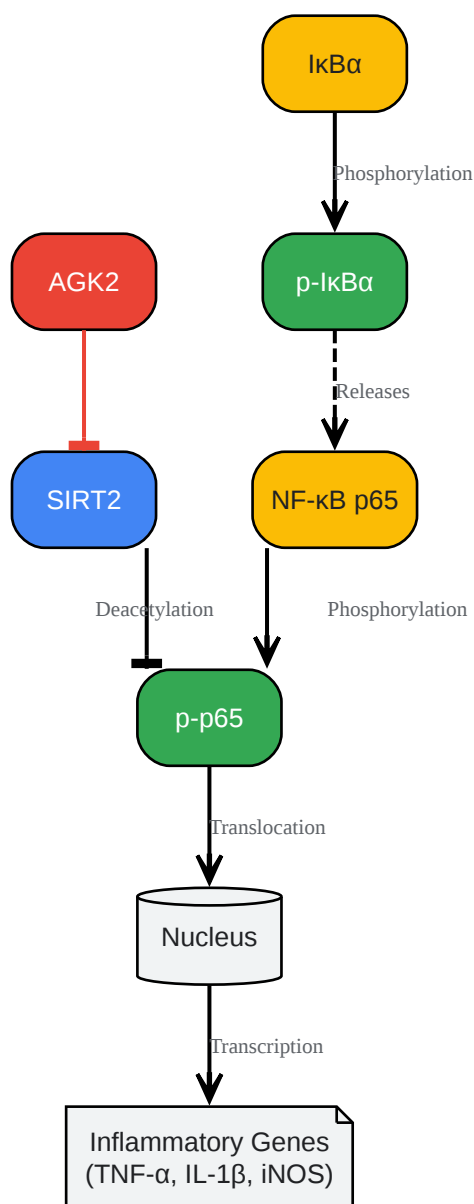 IκBα
Phosphorylation
AGK2
p-IκBα
Releases
SIRT2
NF-κB p65
Deacetylation
Phosphorylation
p-p65
Translocation
Nucleus
Transcription
Inflammatory Genes
(TNF-α, IL-1β, iNOS)